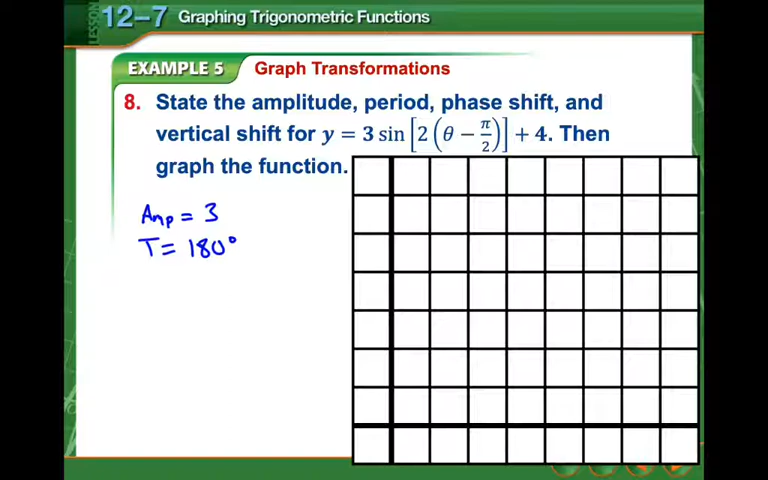 LESSON
12–7 Graphing Trigonometric Functions
EXAMPLE 5 Graph Transformations
8. State the amplitude, period, phase shift, and
vertical shift for y = 3 sin [2 (θ − π/2)] + 4. Then
graph the function.
Amp = 3
T = 180°